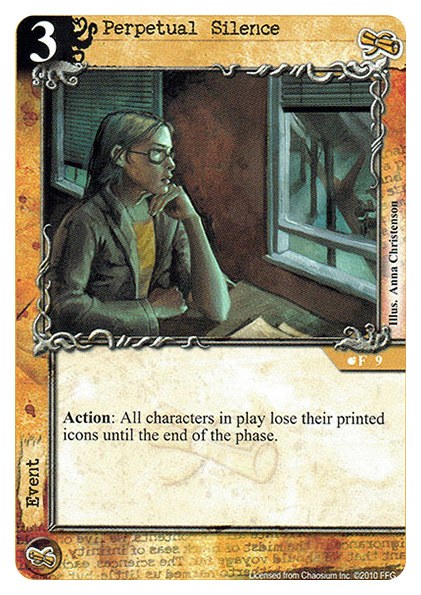 3
Perpetual Silence
Illus. Anna Christenson
F 9
Action: All characters in play lose their printed
icons until the end of the phase.
Event
Licensed from Chaosium Inc. ©2010 FFG